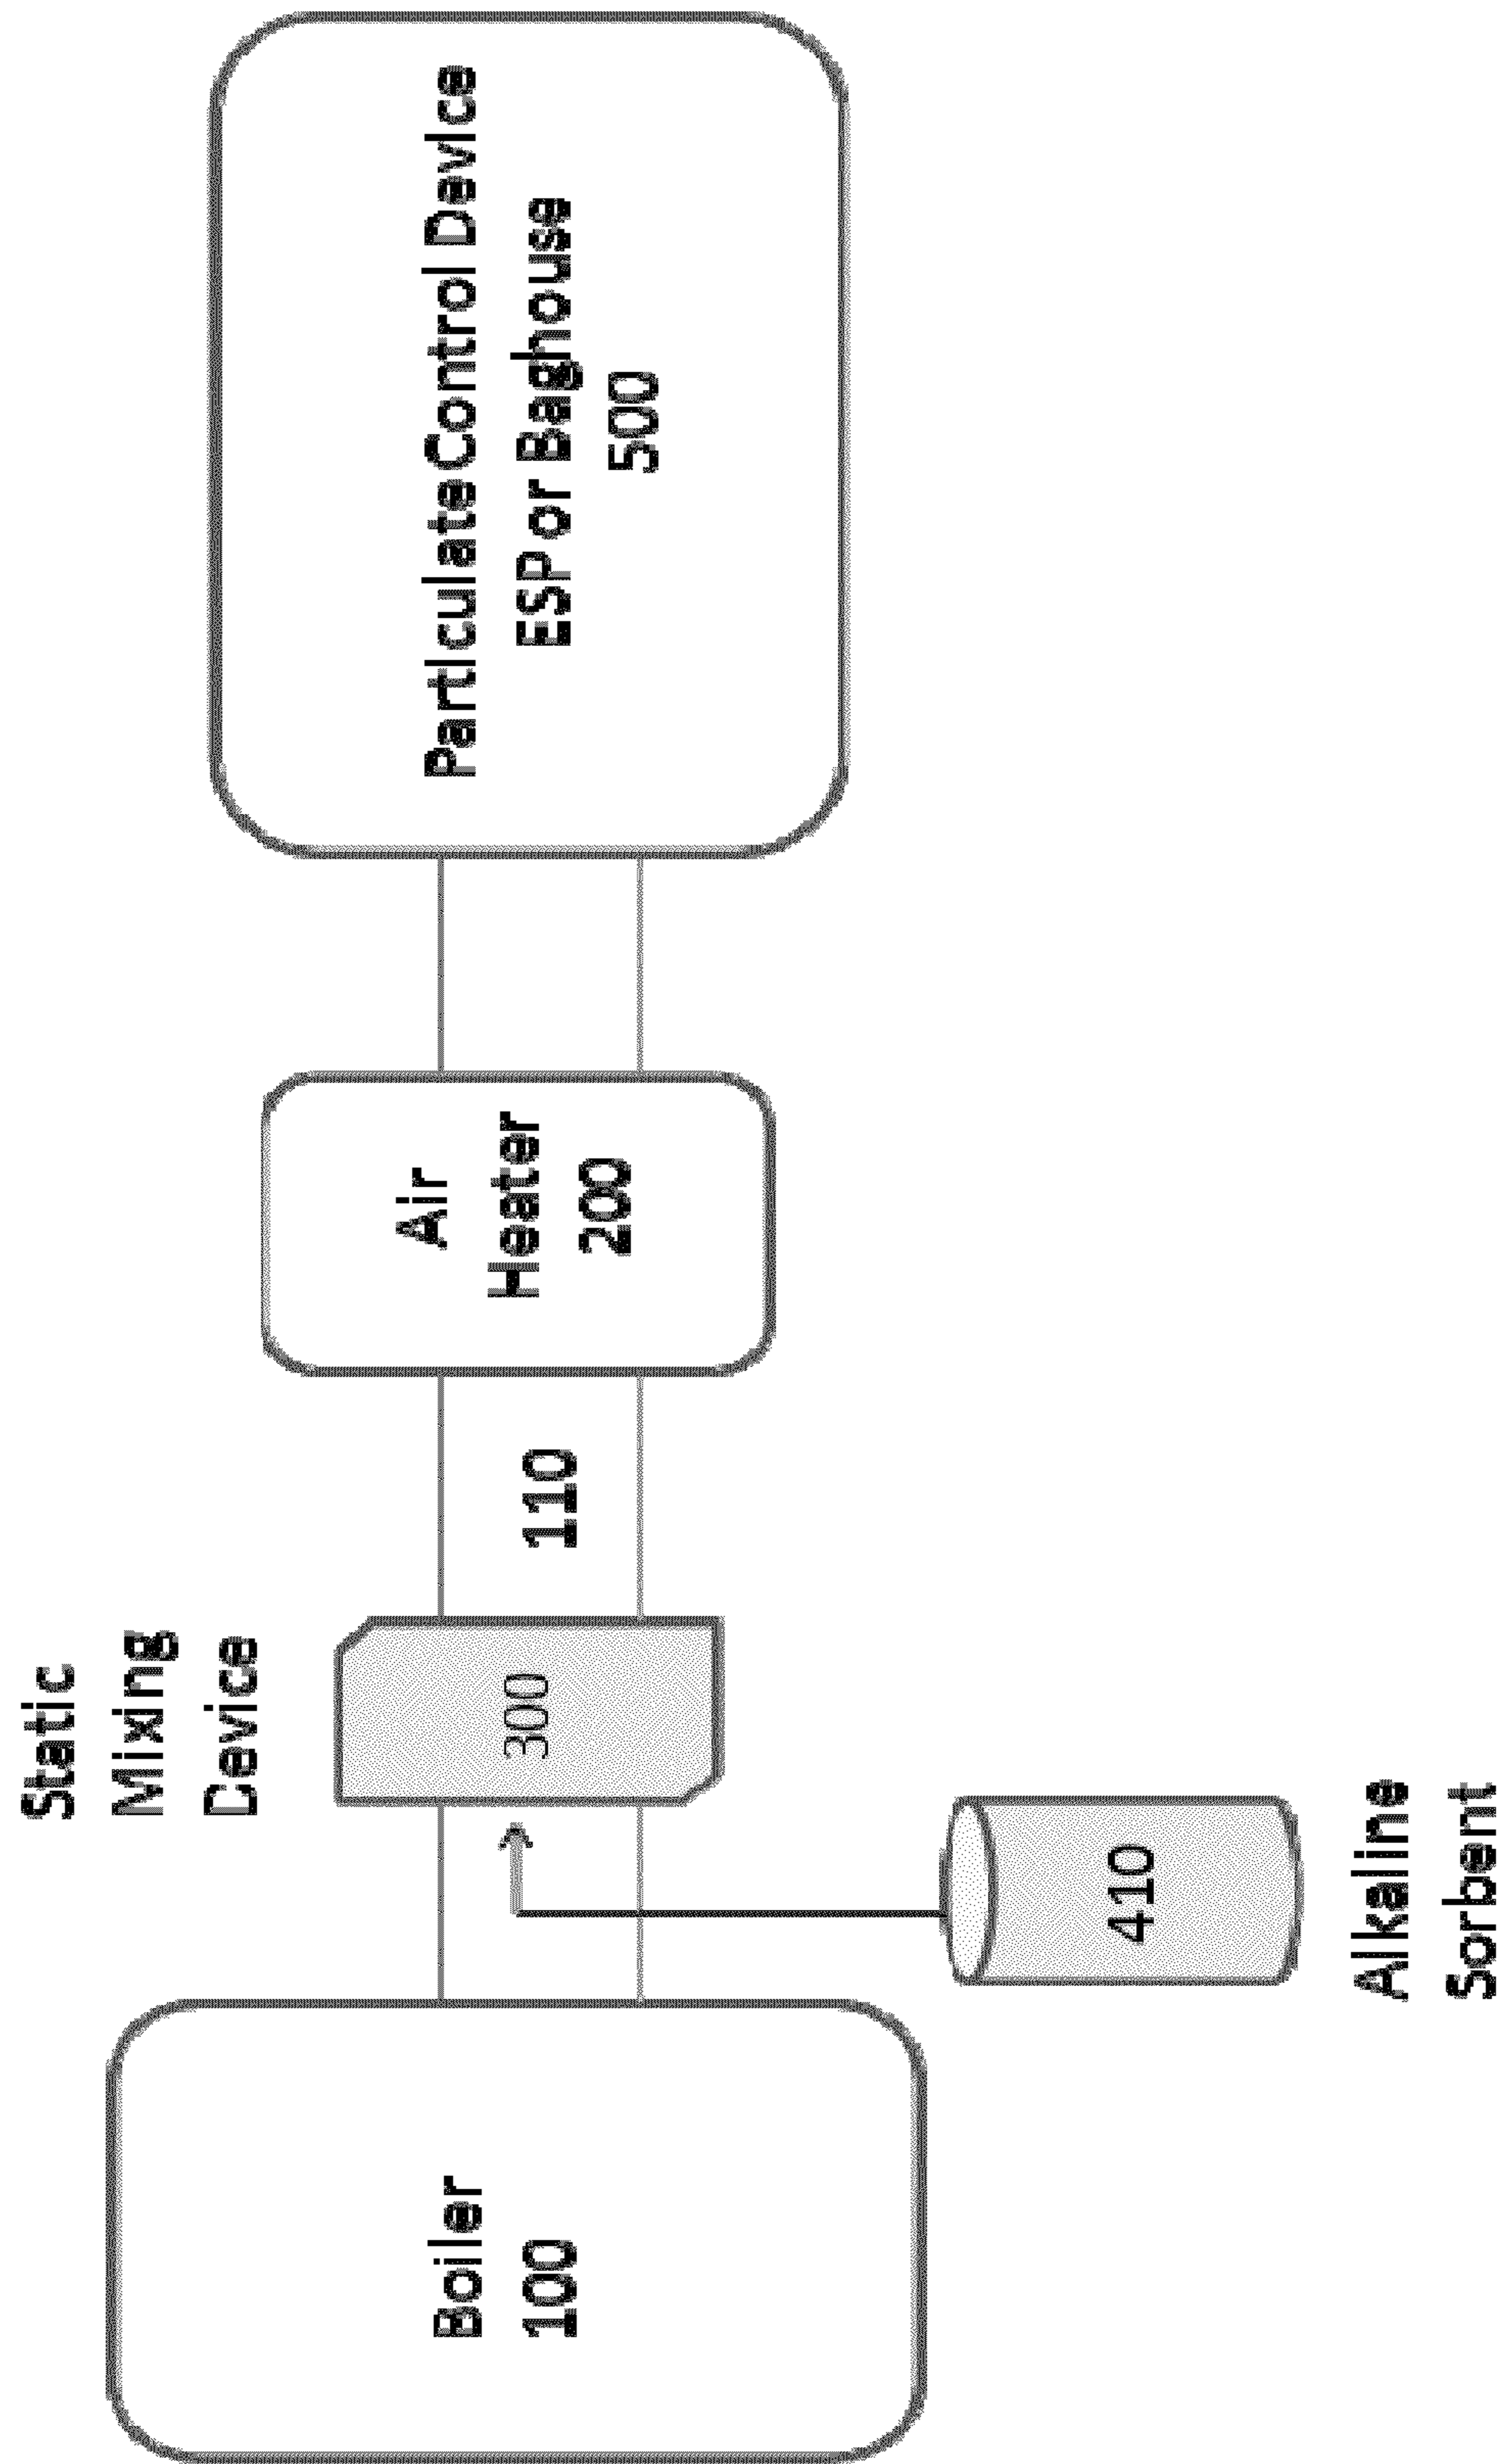 Boiler
100
Static
Mixing
Device
300
410
Alkaline
Sorbent
110
Air
Heater
200
Particulate Control Device
ESP or Baghouse
500